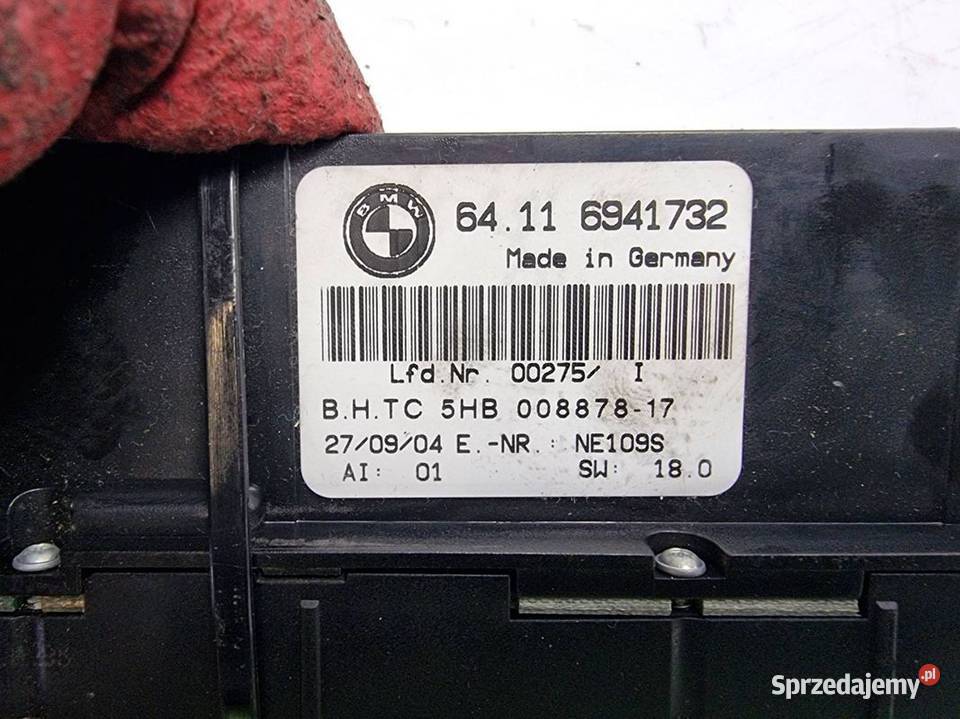 BMW
64.11 6941732
Made in Germany
Lfd.Nr. 00275/ I
B.H.TC 5HB 008878-17
27/09/04 E.-NR.: NE109S
AI: 01 SW: 18.0
Sprzedajemy.pl